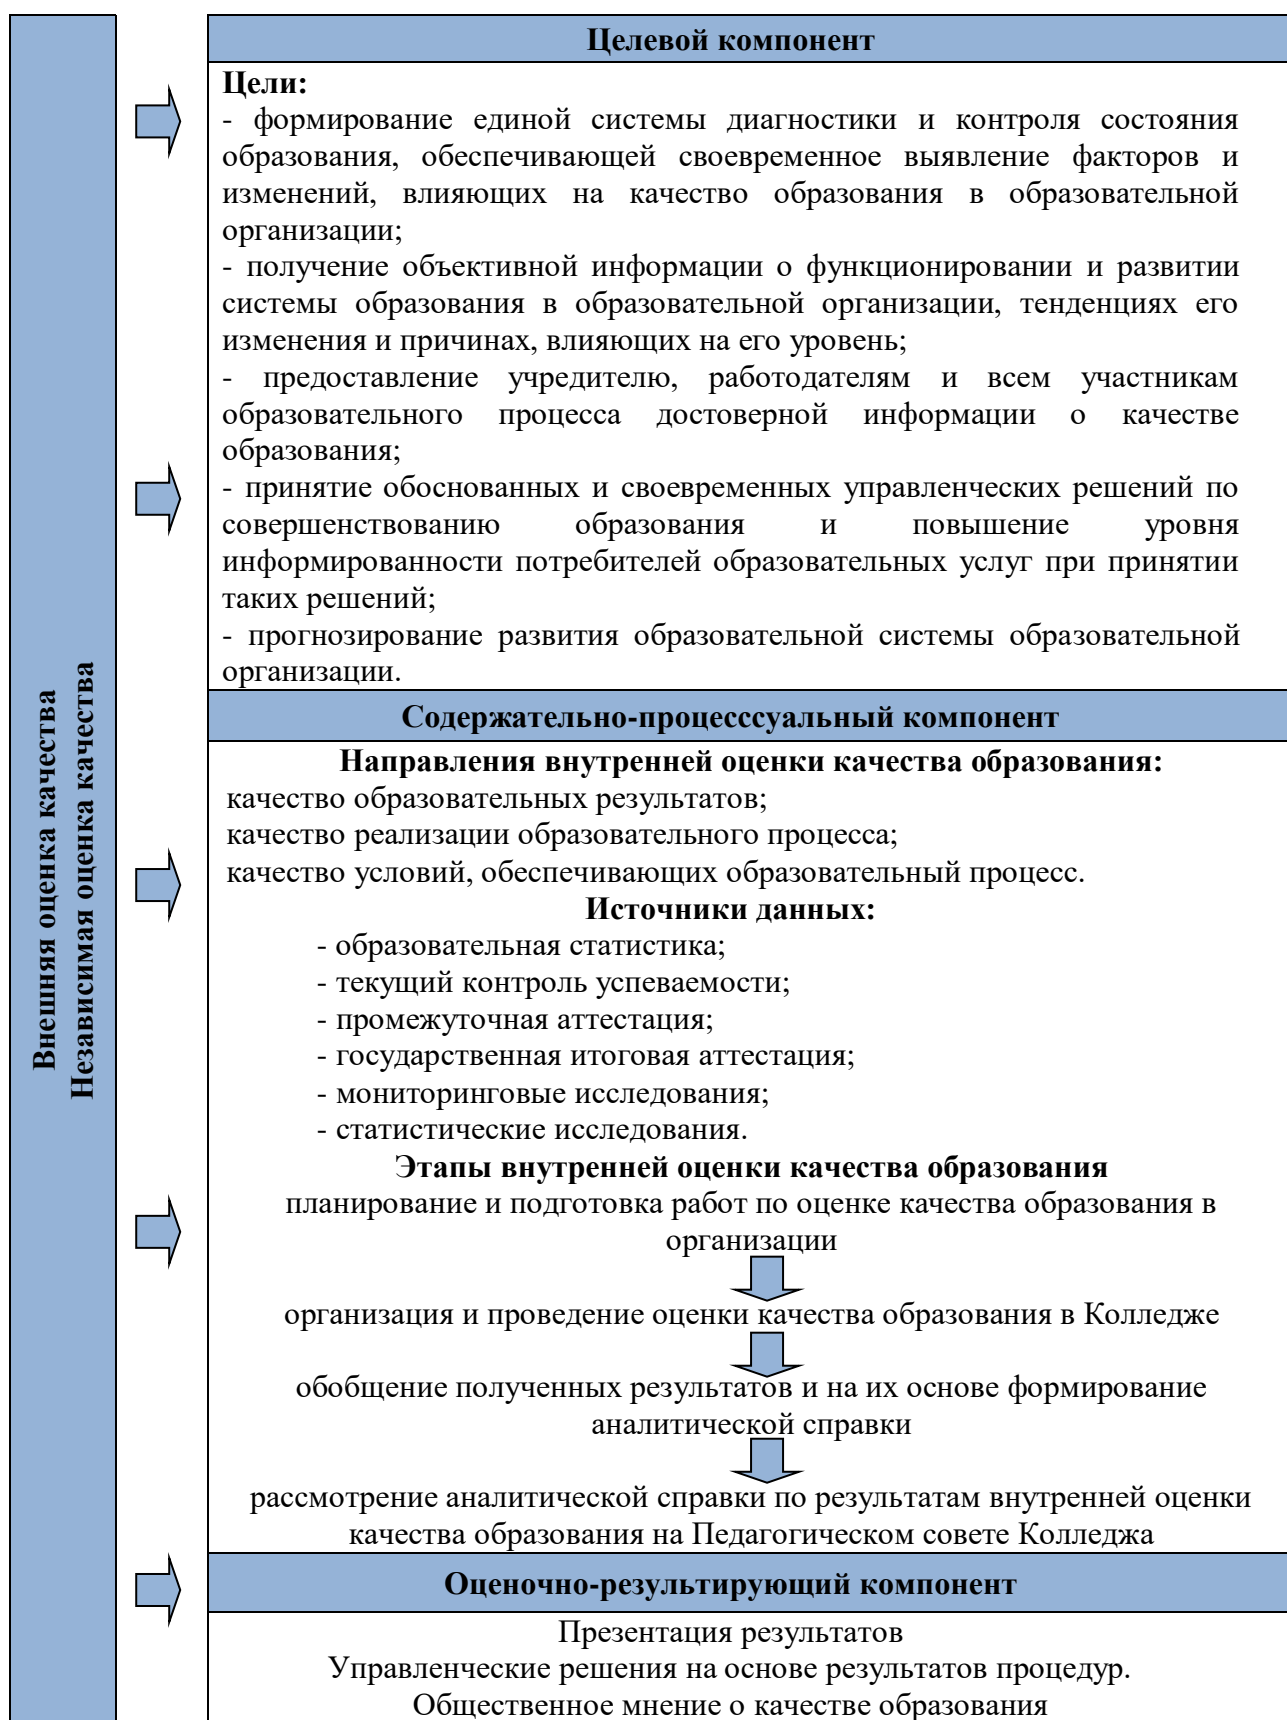 Внешняя оценка качества
Независимая оценка качества
Целевой компонент
Цели:
- формирование единой системы диагностики и контроля состояния
образования, обеспечивающей своевременное выявление факторов и
изменений, влияющих на качество образования в образовательной
организации;
- получение объективной информации о функционировании и развитии
системы образования в образовательной организации, тенденциях его
изменения и причинах, влияющих на его уровень;
- предоставление учредителю, работодателям и всем участникам
образовательного процесса достоверной информации о качестве
образования;
- принятие обоснованных и своевременных управленческих решений по
совершенствованию образования и повышение уровня
информированности потребителей образовательных услуг при принятии
таких решений;
- прогнозирование развития образовательной системы образовательной
организации.
Содержательно-процесссуальный компонент
Направления внутренней оценки качества образования:
качество образовательных результатов;
качество реализации образовательного процесса;
качество условий, обеспечивающих образовательный процесс.
Источники данных:
- образовательная статистика;
- текущий контроль успеваемости;
- промежуточная аттестация;
- государственная итоговая аттестация;
- мониторинговые исследования;
- статистические исследования.
Этапы внутренней оценки качества образования
планирование и подготовка работ по оценке качества образования в
организации
организация и проведение оценки качества образования в Колледже
обобщение полученных результатов и на их основе формирование
аналитической справки
рассмотрение аналитической справки по результатам внутренней оценки
качества образования на Педагогическом совете Колледжа
Оценочно-результирующий компонент
Презентация результатов
Управленческие решения на основе результатов процедур.
Общественное мнение о качестве образования